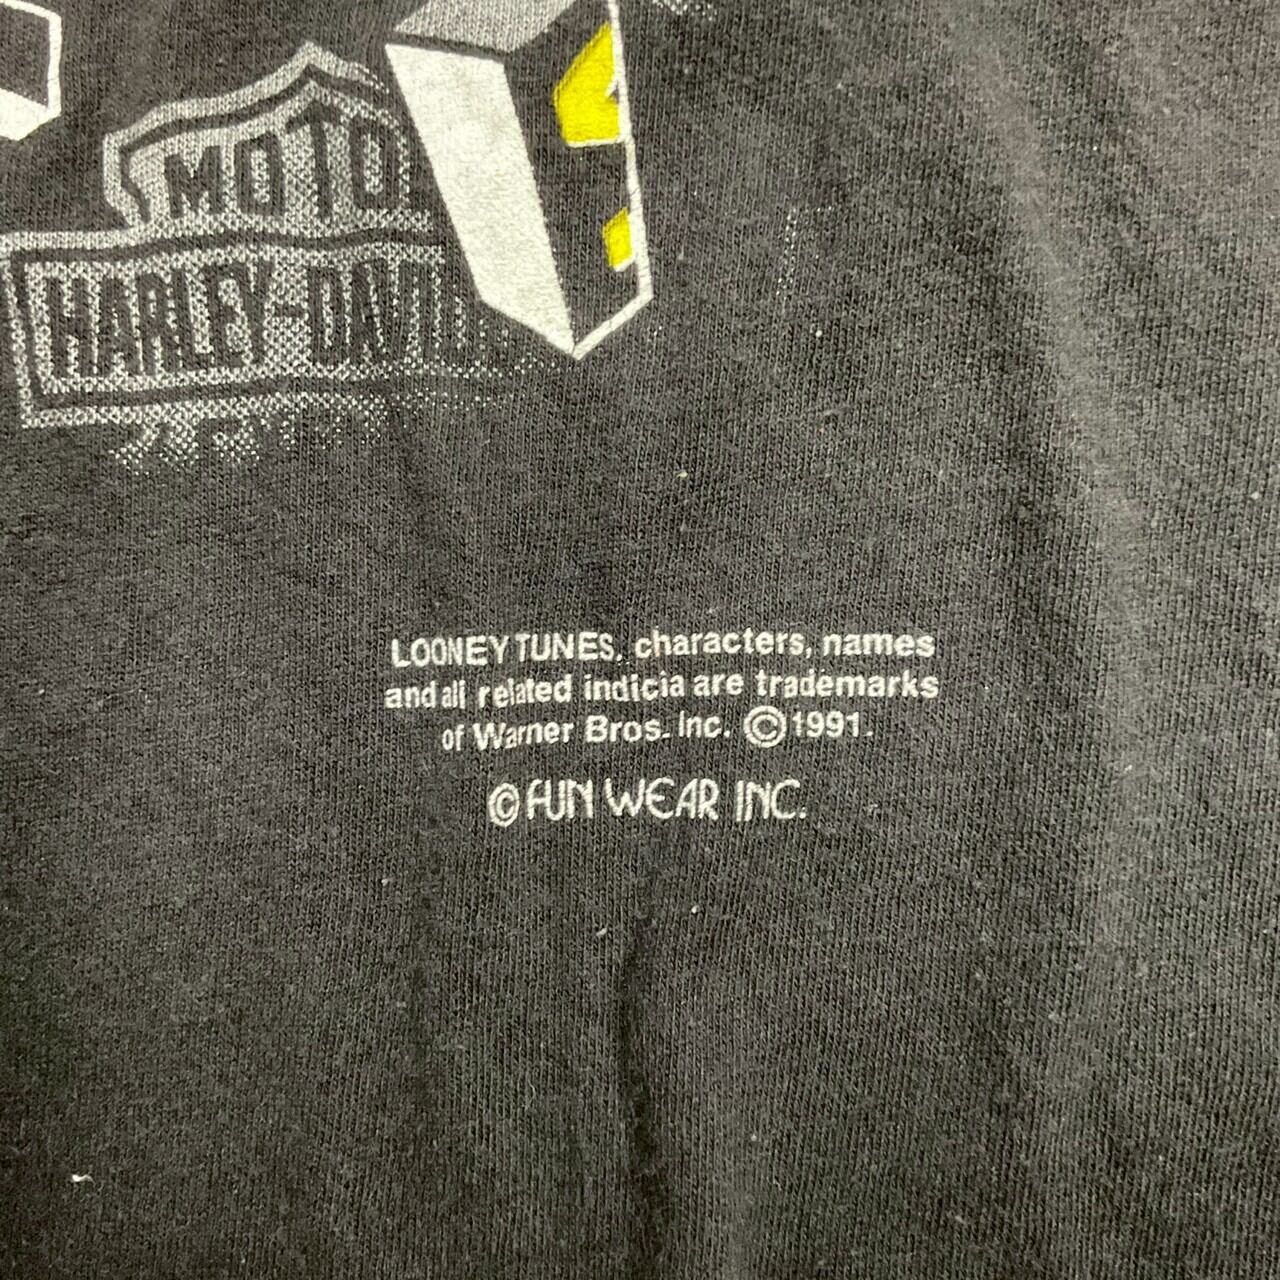 MOTO
HARLEY-DAVID
LOONEY TUNES, characters, names
and all related indicia are trademarks
of Warner Bros. Inc. ©1991.
© FUN WEAR INC.